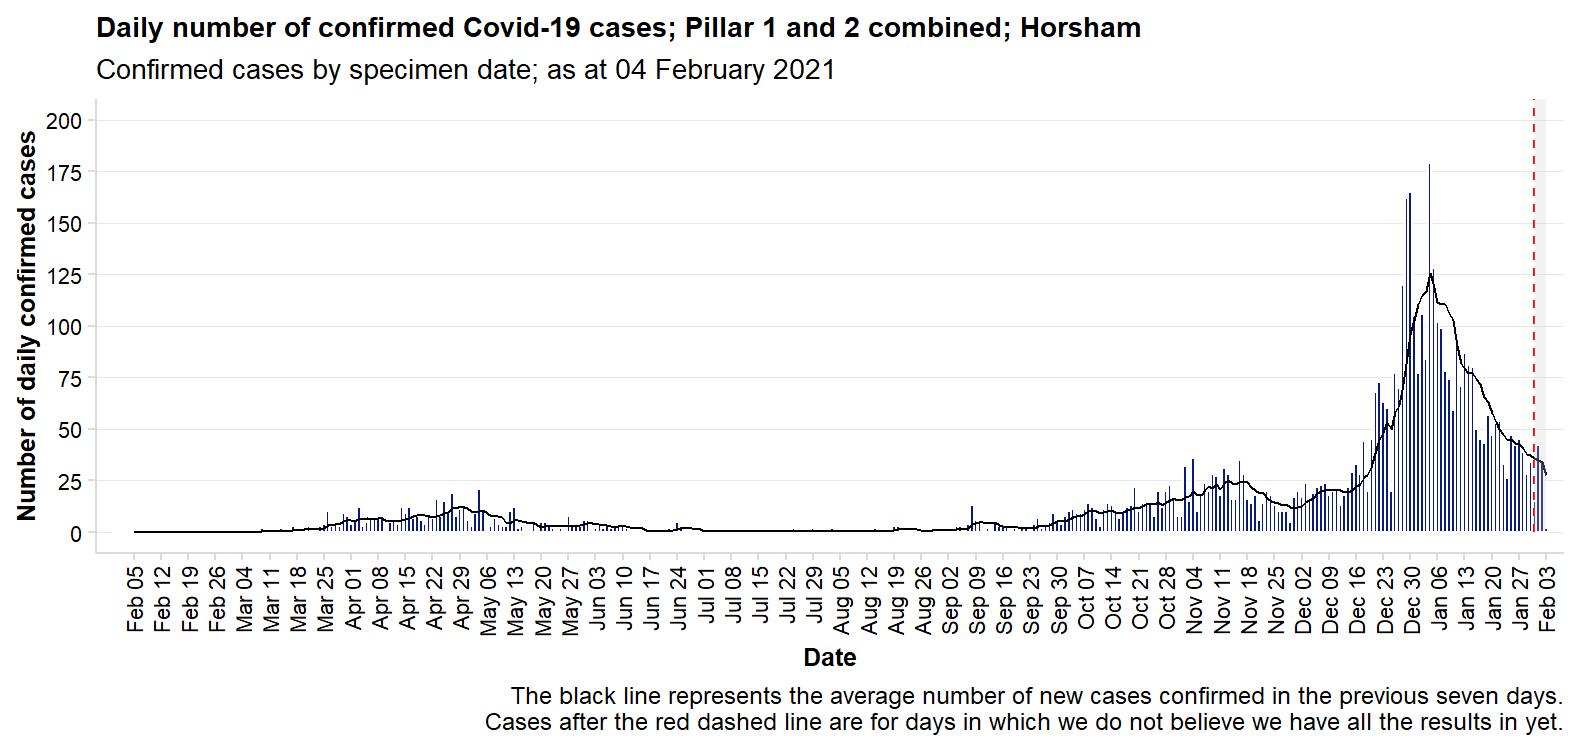 Daily number of confirmed Covid-19 cases; Pillar 1 and 2 combined; Horsham
Confirmed cases by specimen date; as at 04 February 2021
Number of daily confirmed cases
200
175
150
125
100
75
50
25
0
Feb 05
Feb 12
Feb 19
Feb 26
Mar 04
Mar 11
Mar 18
Mar 25
Apr 01
Apr 08
Apr 15
Apr 22
Apr 29
May 06
May 13
May 20
May 27
Jun 03
Jun 10
Jun 17
Jun 24
Jul 01
Jul 08
Jul 15
Jul 22
Jul 29
Aug 05
Aug 12
Aug 19
Aug 26
Sep 02
Sep 09
Sep 16
Sep 23
Sep 30
Oct 07
Oct 14
Oct 21
Oct 28
Nov 04
Nov 11
Nov 18
Nov 25
Dec 02
Dec 09
Dec 16
Dec 23
Dec 30
Jan 06
Jan 13
Jan 20
Jan 27
Feb 03
Date
The black line represents the average number of new cases confirmed in the previous seven days.
Cases after the red dashed line are for days in which we do not believe we have all the results in yet.